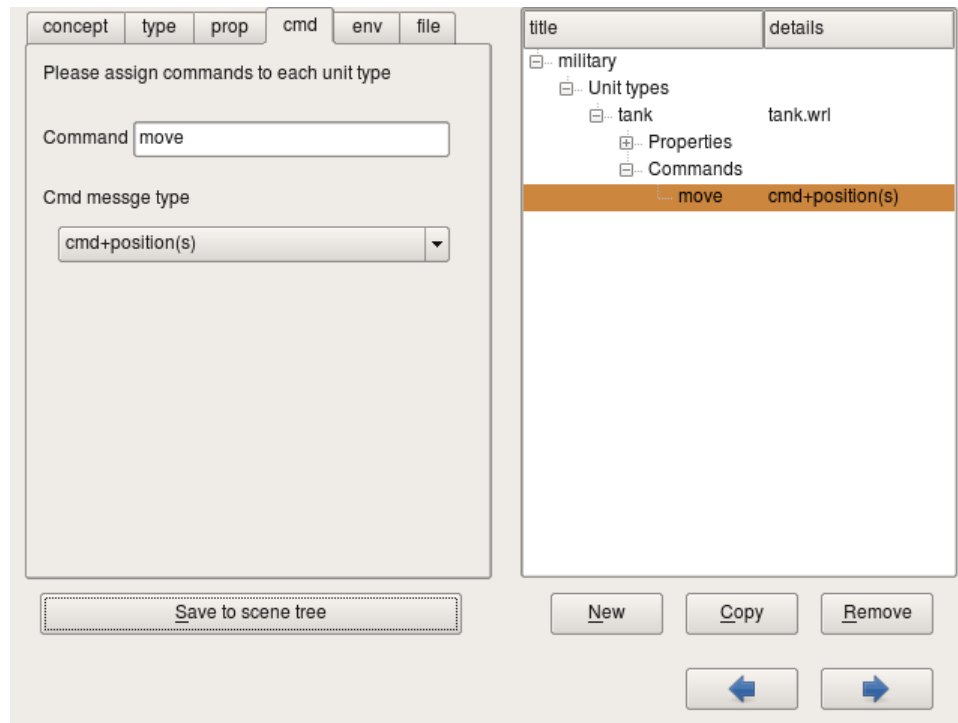 concept type prop cmd env file
Please assign commands to each unit type
Command move
Cmd messge type
cmd+position(s)
Save to scene tree
title details
military
Unit types
tank tank.wrl
Properties
Commands
move cmd+position(s)
New Copy Remove